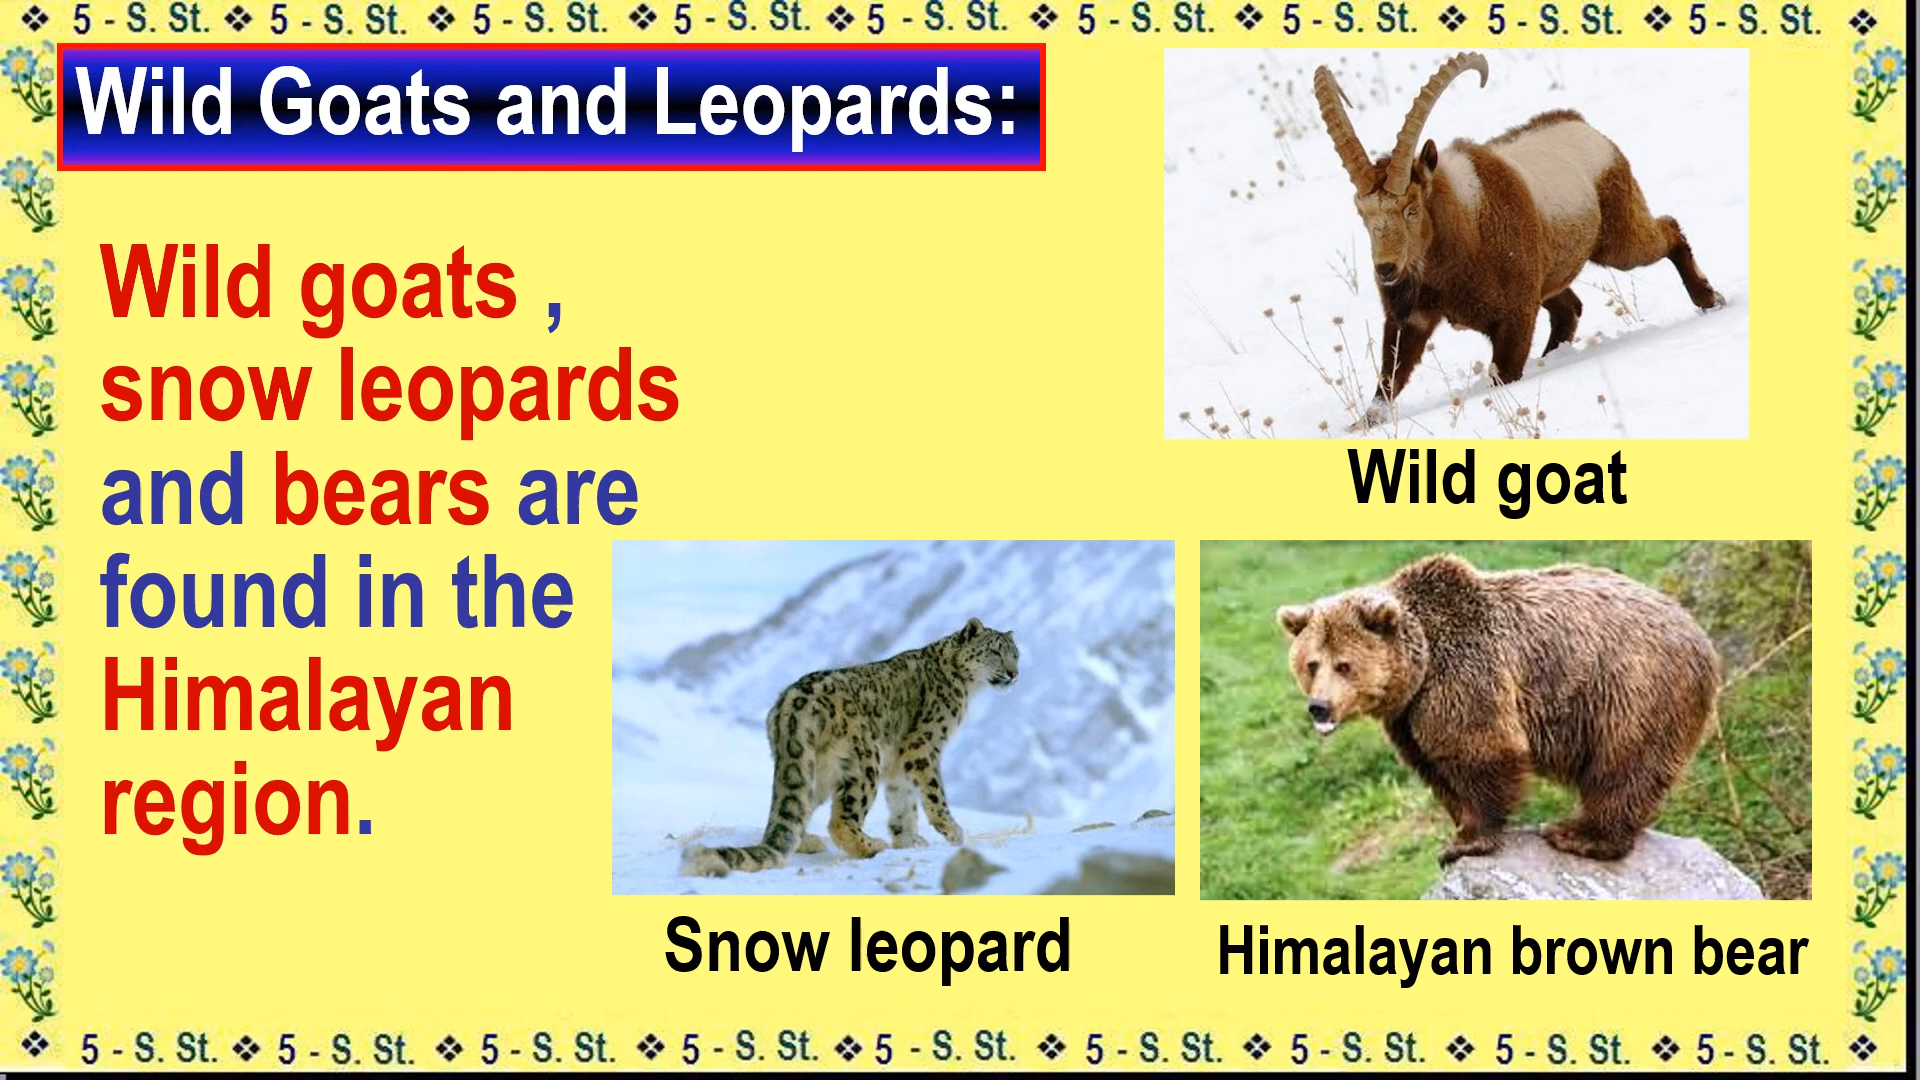 ❖ 5 - S. St. ❖ 5 - S. St. ❖ 5 - S. St. ❖ 5 - S. St. ❖ 5 - S. St. ❖ 5 - S. St. ❖ 5 - S. St. ❖ 5 - S. St. ❖ 5 - S. St. ❖
Wild Goats and Leopards:
Wild goats ,
snow leopards
and bears are
found in the
Himalayan
region.
Wild goat
Snow leopard
Himalayan brown bear
❖ 5 - S. St. ❖ 5 - S. St. ❖ 5 - S. St. ❖ 5 - S. St. ❖ 5 - S. St. ❖ 5 - S. St. ❖ 5 - S. St. ❖ 5 - S. St. ❖ 5 - S. St. ❖